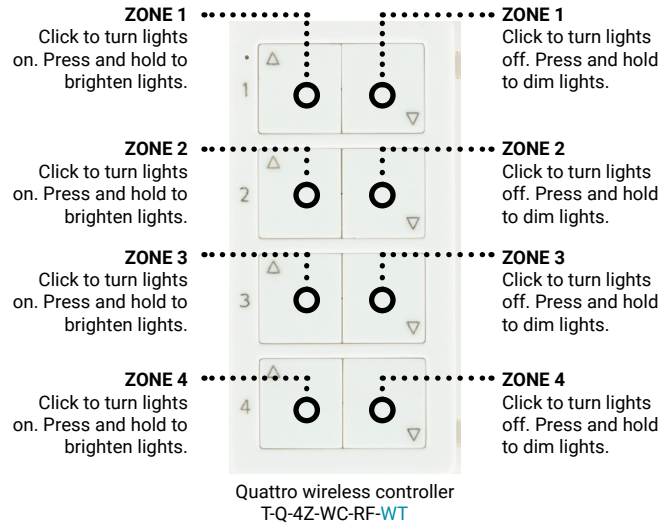 ZONE 1
Click to turn lights
on. Press and hold to
brighten lights.
ZONE 1
Click to turn lights
off. Press and hold
to dim lights.
1
ZONE 2
Click to turn lights
on. Press and hold to
brighten lights.
ZONE 2
Click to turn lights
off. Press and hold
to dim lights.
2
ZONE 3
Click to turn lights
on. Press and hold to
brighten lights.
ZONE 3
Click to turn lights
off. Press and hold
to dim lights.
3
ZONE 4
Click to turn lights
on. Press and hold to
brighten lights.
ZONE 4
Click to turn lights
off. Press and hold
to dim lights.
4
Quattro wireless controller
T-Q-4Z-WC-RF-WT